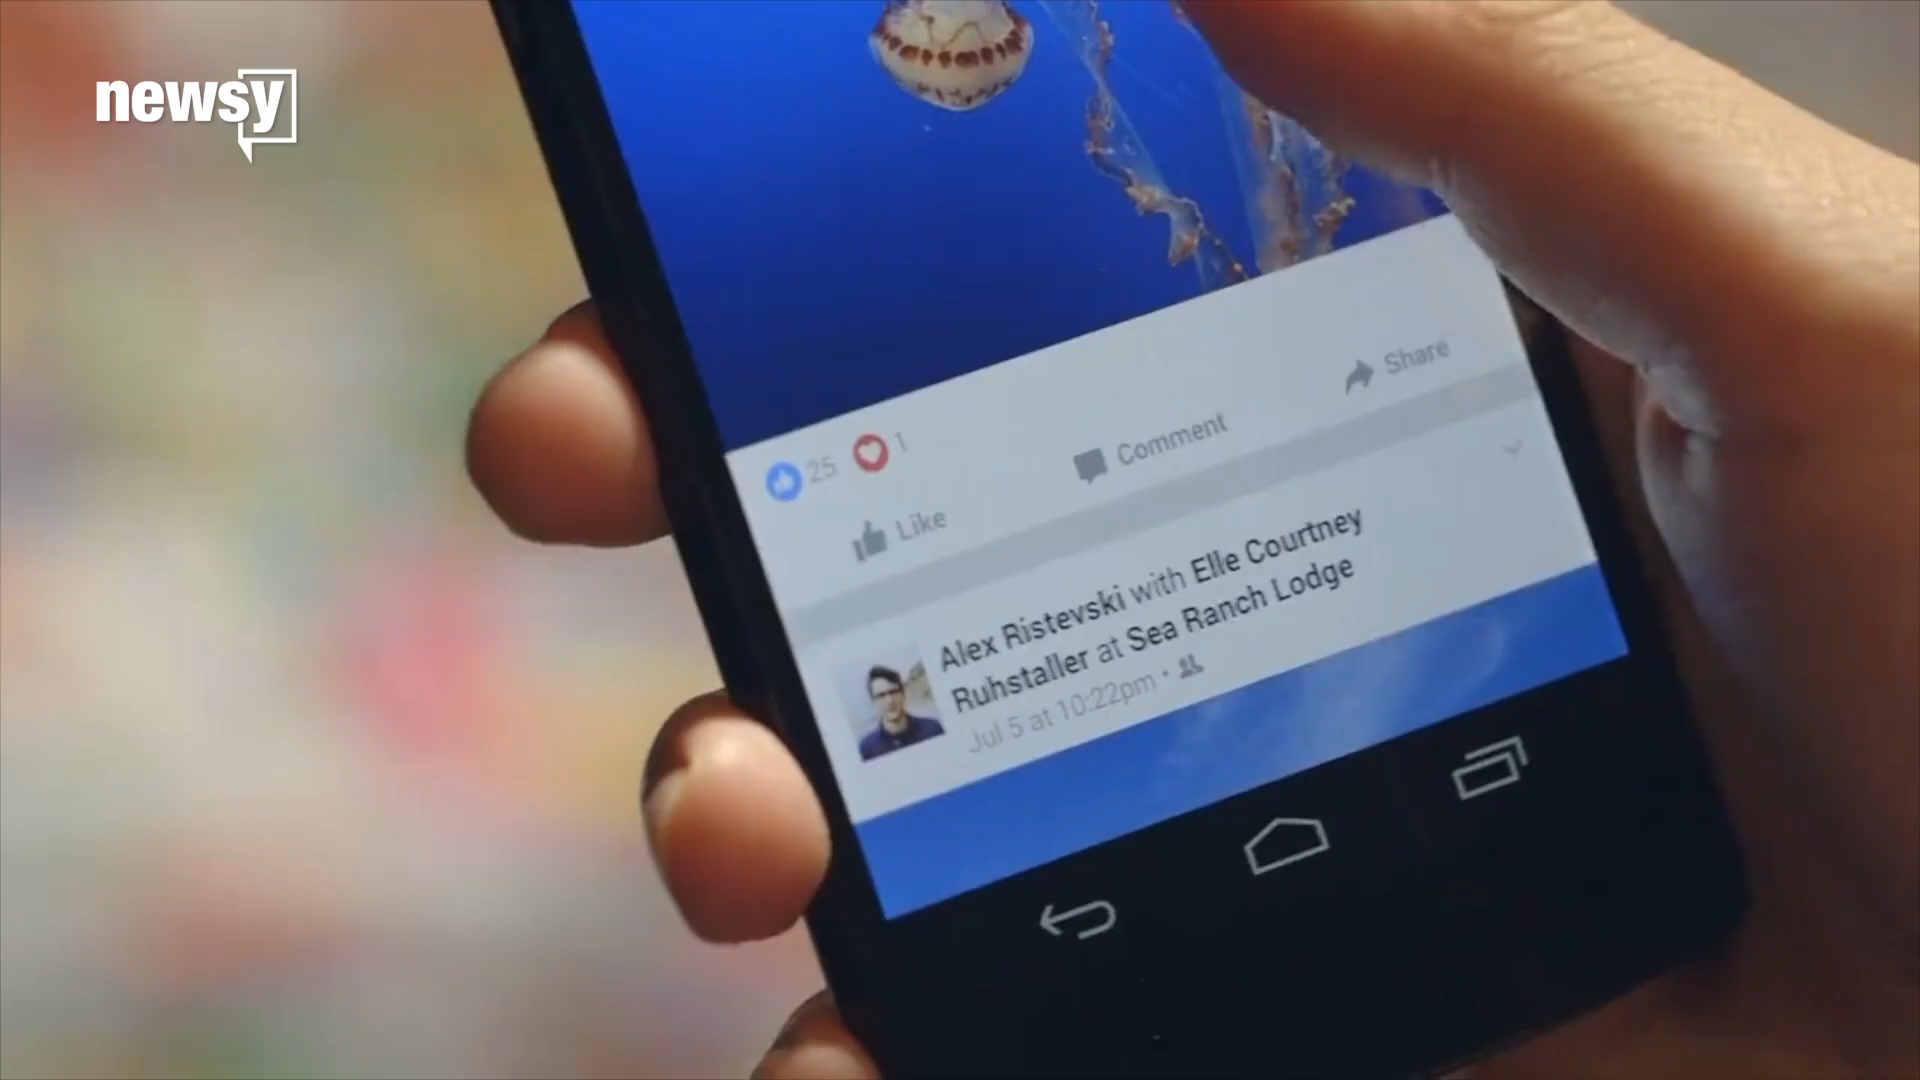 newsy
25 1
Like
Comment
Share
Alex Ristevski with Elle Courtney
Ruhstaller at Sea Ranch Lodge
Jul 5 at 10:22pm ·